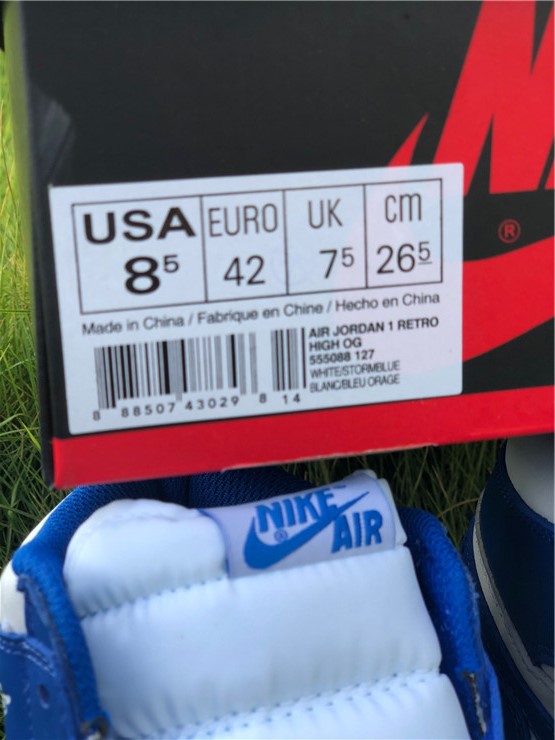 USA EURO UK cm
8⁵ 42 7⁵ 26⁵
Made in China / Fabrique en Chine / Hecho en China
AIR JORDAN 1 RETRO
HIGH OG
555088 127
WHITE/STORMBLUE
BLANC/BLEU ORAGE
8 88507 43029 8 14
®
NIKE
®
AIR